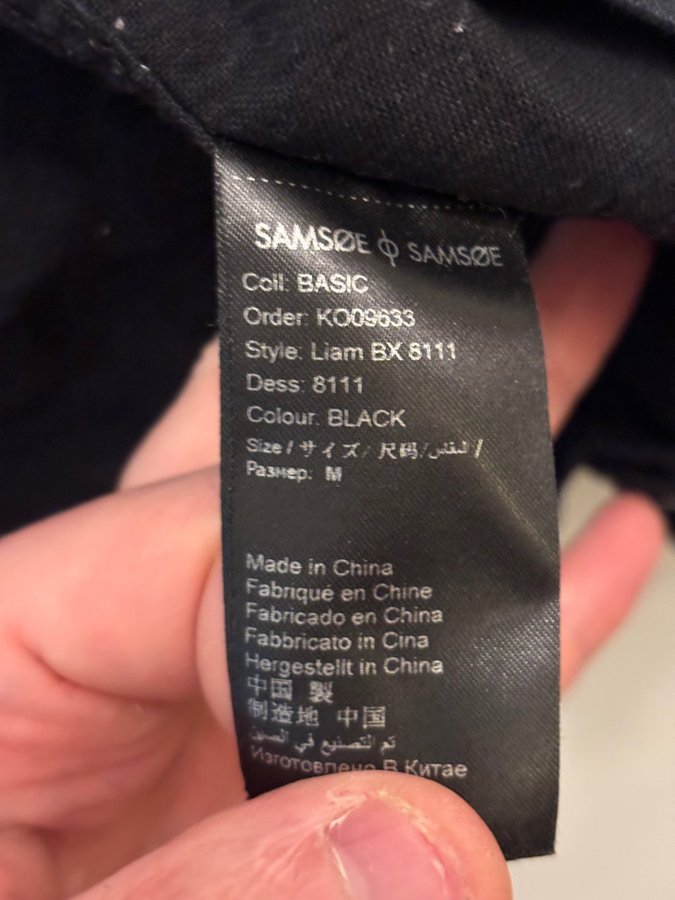 SAMSØE ɸ SAMSØE
Coll: BASIC
Order: KO09633
Style: Liam BX 8111
Dess: 8111
Colour: BLACK
Size / サイズ / 尺码 / المقاس /
Размер: M
Made in China
Fabriqué en Chine
Fabricado en China
Fabbricato in Cina
Hergestellt in China
中国 製
制造地 中国
تم التصنيع في الصين
Изготовлено В Китае